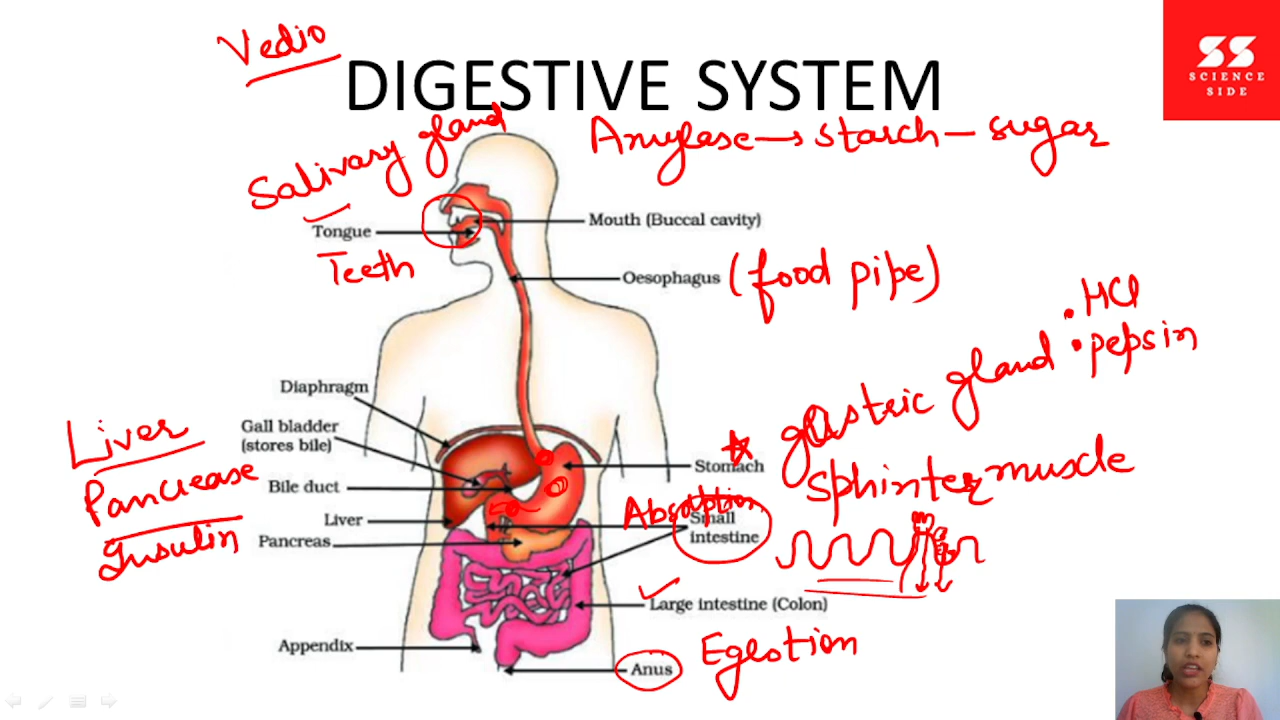 Vedio
DIGESTIVE SYSTEM
SS
SCIENCE
SIDE
Salivary gland
Amylase → starch – sugar
Mouth (Buccal cavity)
Tongue
Teeth
Oesophagus (food pipe)
• HCl
gastric gland • pepsin
Diaphragm
Gall bladder
(stores bile)
Liver
Stomach
sphinter muscle
Bile duct
Pancrease
Absorption
Liver
Small
intestine
Pancreas
Insulin
Large intestine (Colon)
Appendix
Anus
Egestion